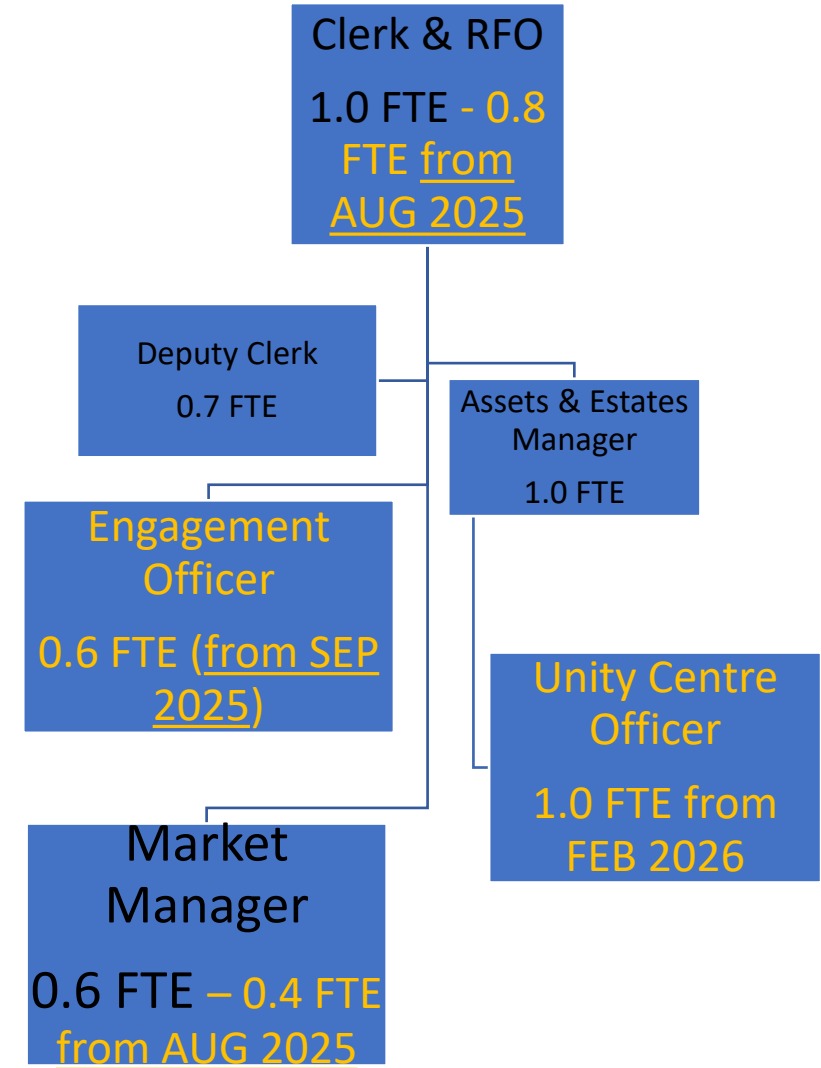 Clerk & RFO
1.0 FTE - 0.8
FTE from
AUG 2025
Deputy Clerk
0.7 FTE
Assets & Estates
Manager
1.0 FTE
Engagement
Officer
0.6 FTE (from SEP
2025)
Unity Centre
Officer
1.0 FTE from
FEB 2026
Market
Manager
0.6 FTE – 0.4 FTE
from AUG 2025